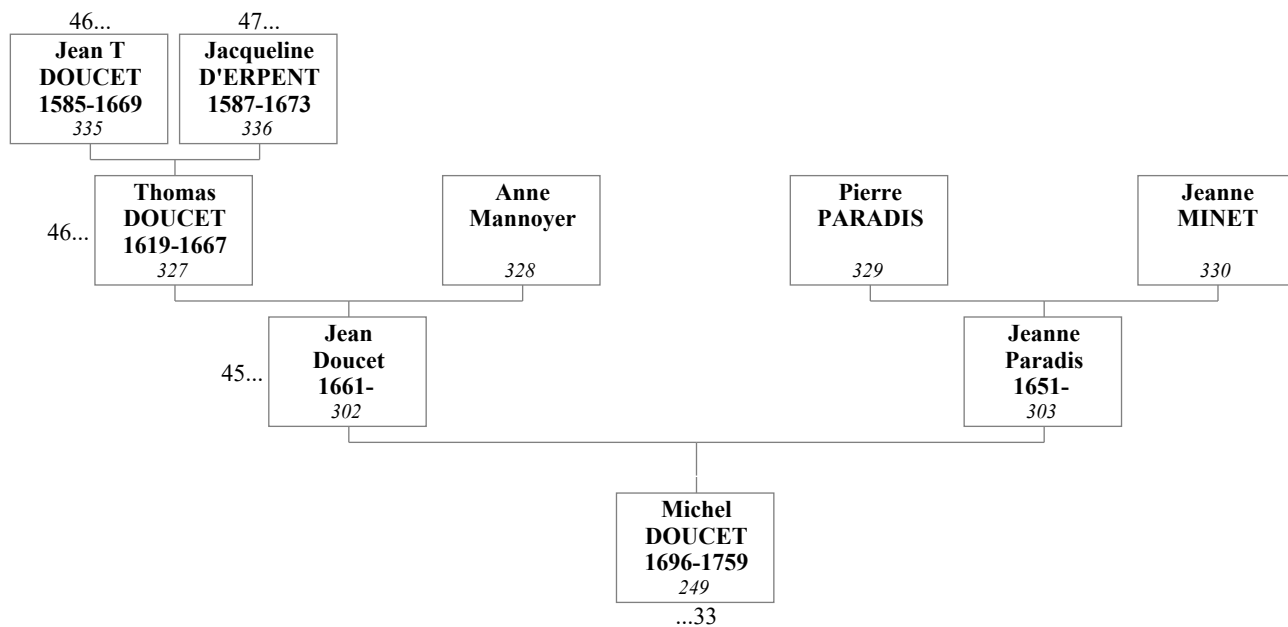 46...
47...
Jean T
DOUCET
1585-1669
335
Jacqueline
D'ERPENT
1587-1673
336
46...
Thomas
DOUCET
1619-1667
327
Anne
Mannoyer
328
Pierre
PARADIS
329
Jeanne
MINET
330
45...
Jean
Doucet
1661-
302
Jeanne
Paradis
1651-
303
Michel
DOUCET
1696-1759
249
...33